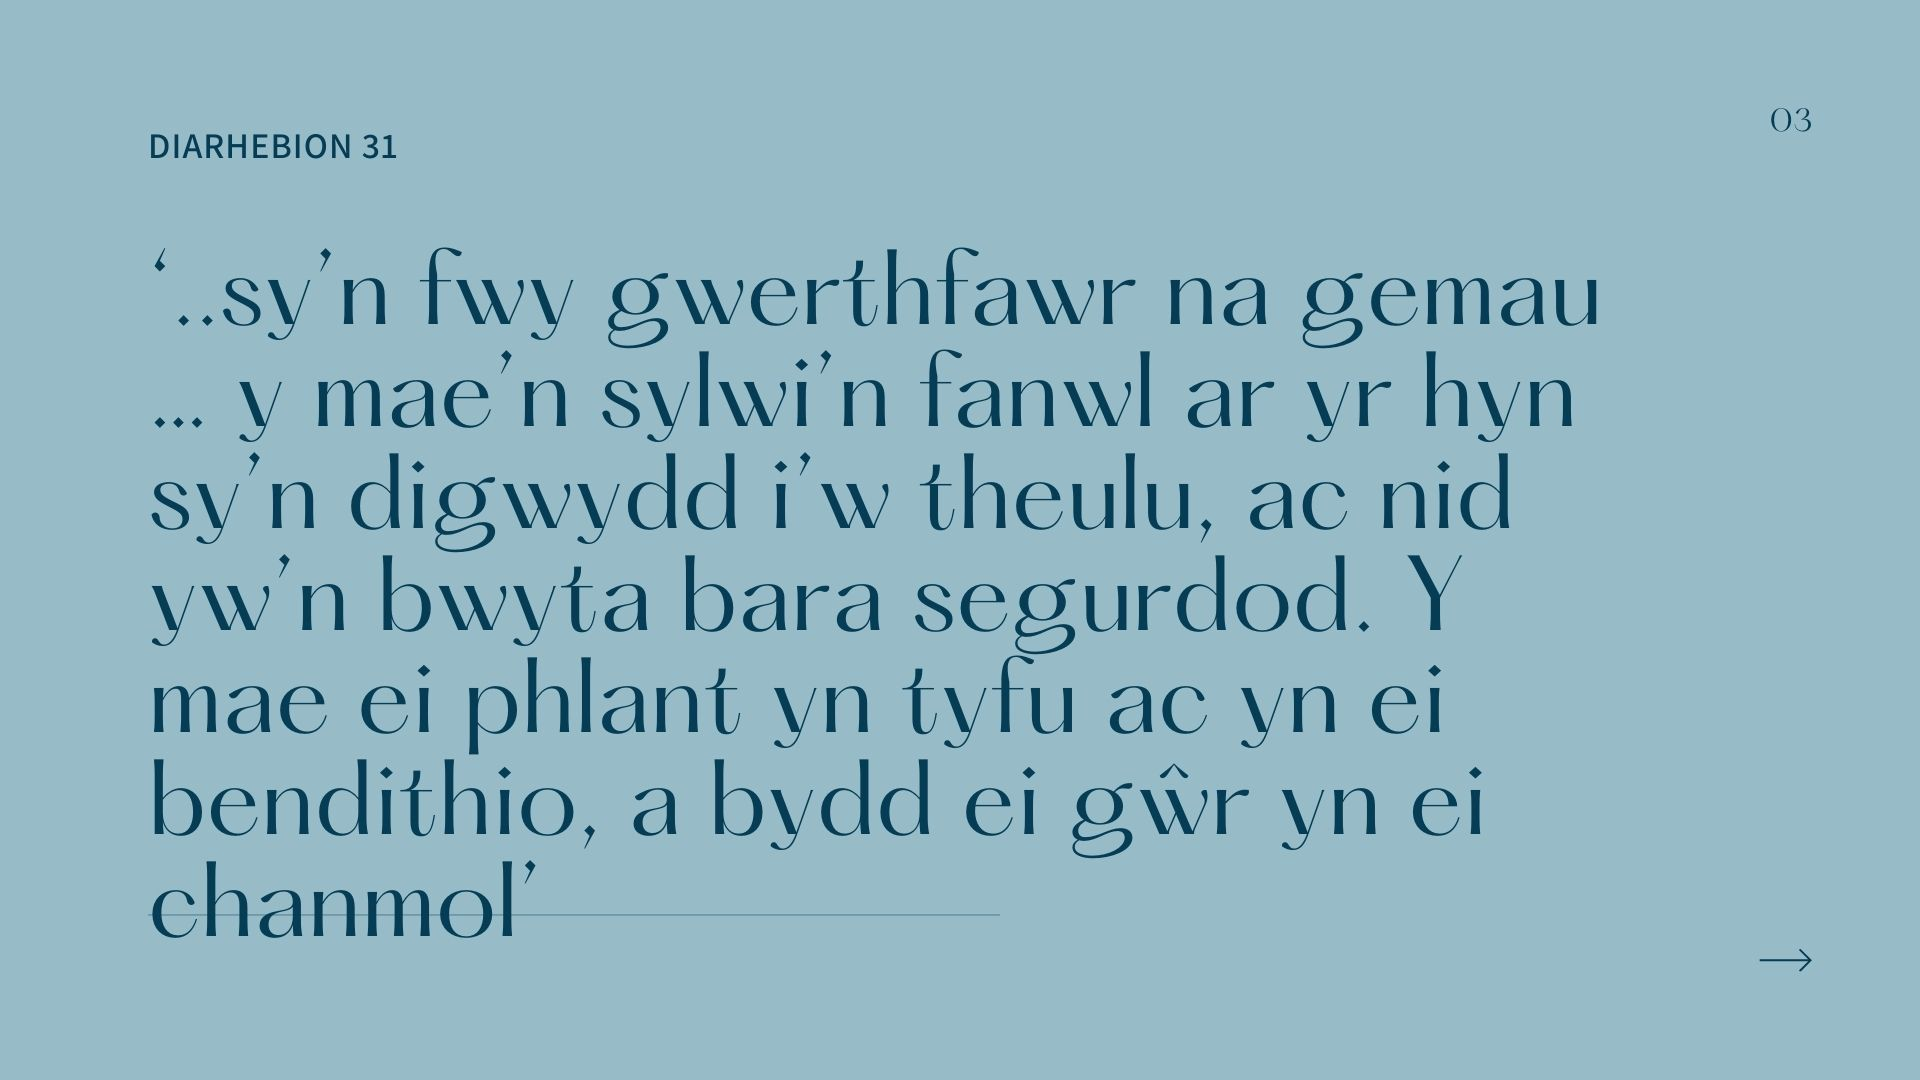 DIARHEBION 31
03
‘..sy’n fwy gwerthfawr na gemau
... y mae’n sylwi’n fanwl ar yr hyn
sy’n digwydd i’w theulu, ac nid
yw’n bwyta bara segurdod. Y
mae ei phlant yn tyfu ac yn ei
bendithio, a bydd ei gŵr yn ei
chanmol’